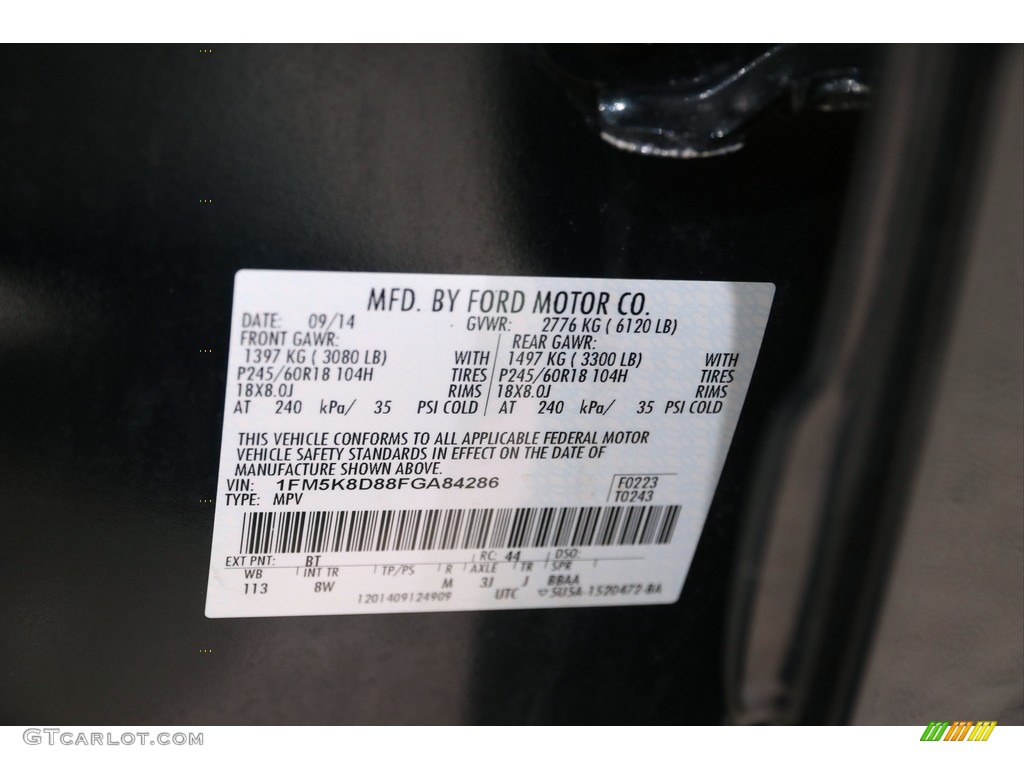 MFD. BY FORD MOTOR CO.
DATE: 09/14 GVWR: 2776 KG ( 6120 LB)
FRONT GAWR: REAR GAWR:
1397 KG ( 3080 LB) WITH 1497 KG ( 3300 LB) WITH
P245/60R18 104H TIRES P245/60R18 104H TIRES
18X8.0J RIMS 18X8.0J RIMS
AT 240 kPa/ 35 PSI COLD AT 240 kPa/ 35 PSI COLD
THIS VEHICLE CONFORMS TO ALL APPLICABLE FEDERAL MOTOR
VEHICLE SAFETY STANDARDS IN EFFECT ON THE DATE OF
MANUFACTURE SHOWN ABOVE.
VIN: 1FM5K8D88FGA84286 F0223
TYPE: MPV T0243
EXT PNT: BT RC: 44 DSO:
WB INT TR TP/PS R AXLE TR SPR
113 8W M 3J J BBAA
1201409124909 UTC SU5A-1520472-BA
GTcarlot.com